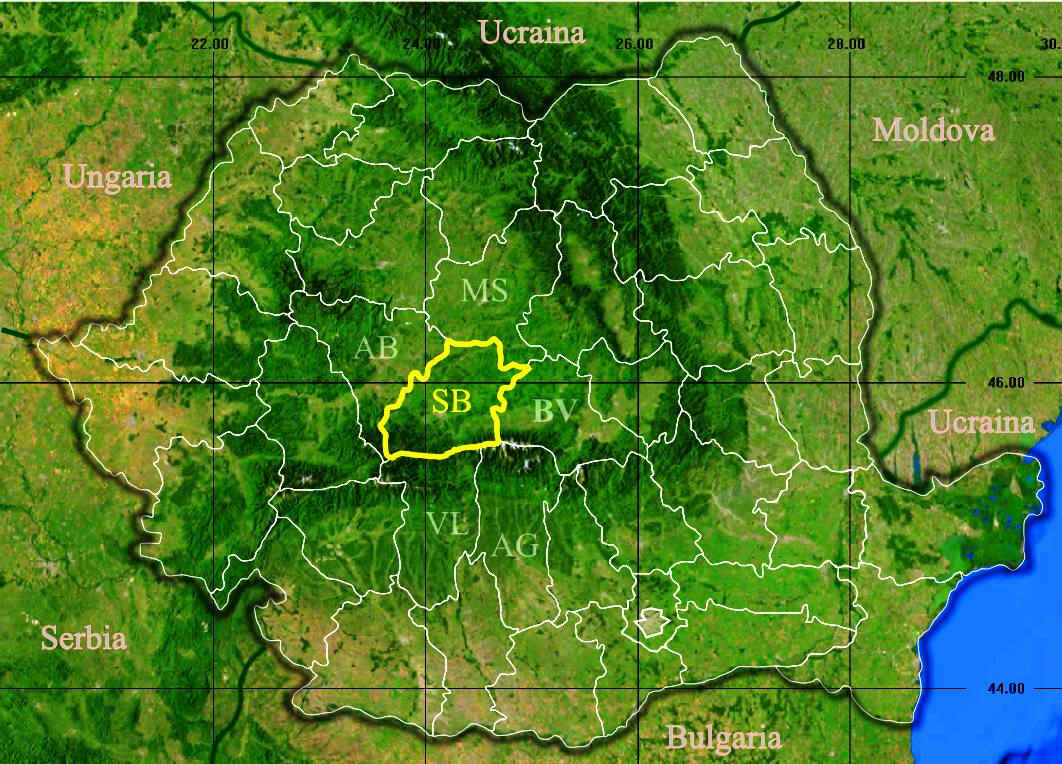 Ucraina
22.00
24.00
26.00
28.00
30.
48.00
Moldova
Ungaria
MS
AB
46.00
SB
BV
Ucraina
VL
AG
Serbia
44.00
Bulgaria